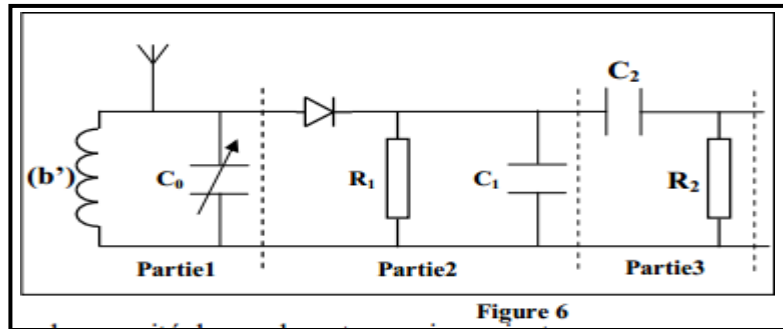 C₂
(b’) C₀ R₁ C₁ R₂
Partie1 Partie2 Partie3
Figure 6